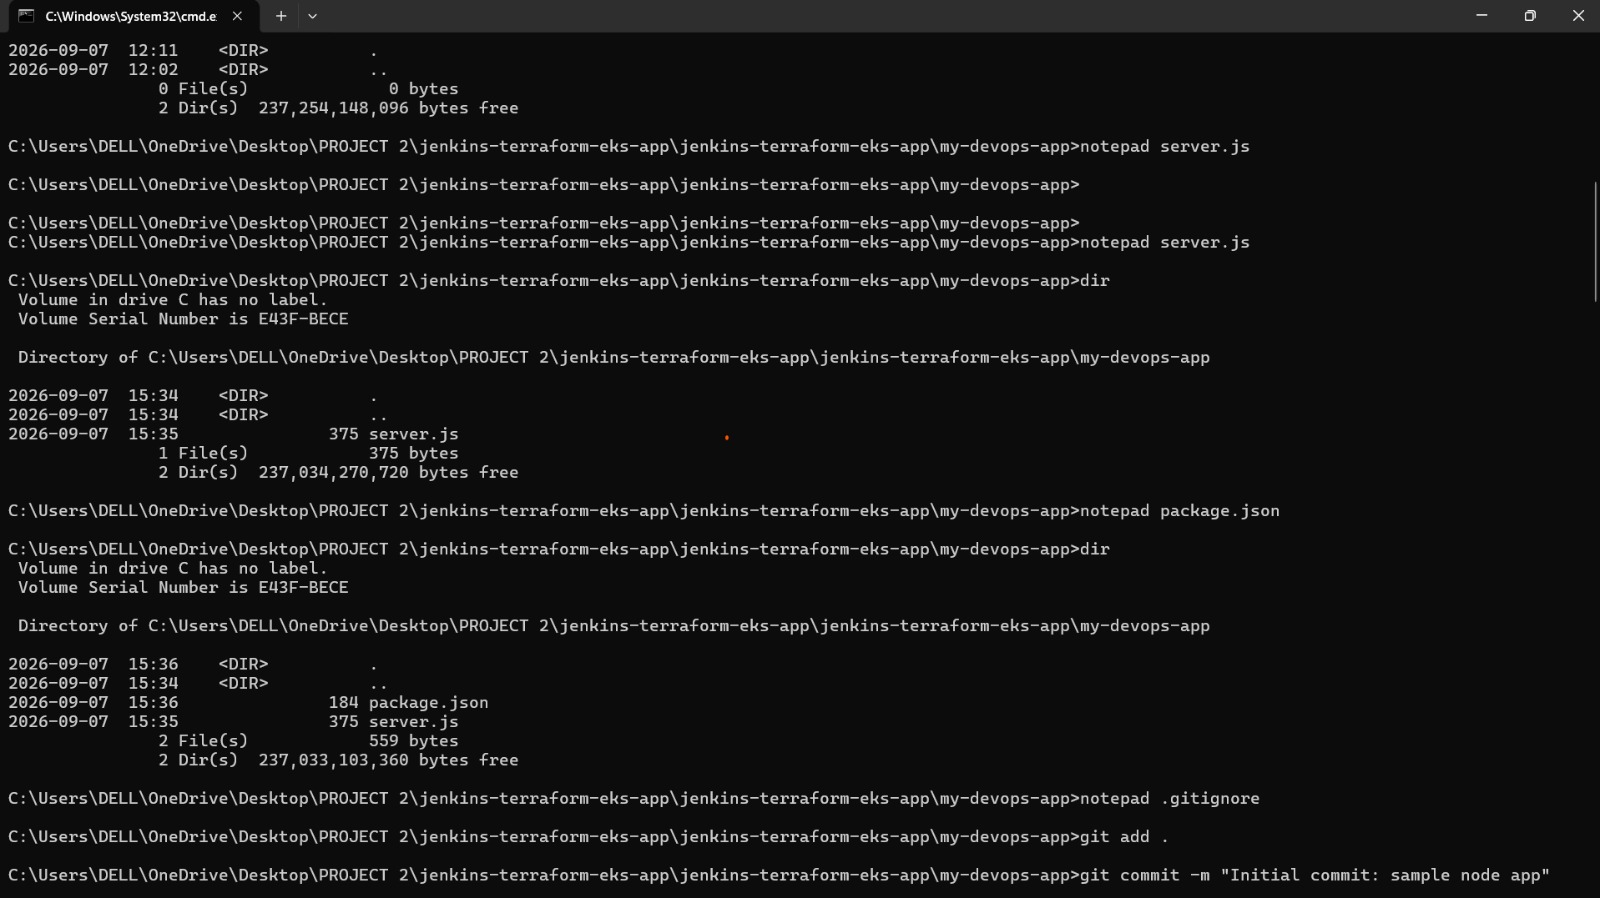 C:\Windows\System32\cmd.e
2026-09-07  12:11    <DIR>          .
2026-09-07  12:02    <DIR>          ..
               0 File(s)              0 bytes
               2 Dir(s)  237,254,148,096 bytes free
C:\Users\DELL\OneDrive\Desktop\PROJECT 2\jenkins-terraform-eks-app\jenkins-terraform-eks-app\my-devops-app>notepad server.js
C:\Users\DELL\OneDrive\Desktop\PROJECT 2\jenkins-terraform-eks-app\jenkins-terraform-eks-app\my-devops-app>
C:\Users\DELL\OneDrive\Desktop\PROJECT 2\jenkins-terraform-eks-app\jenkins-terraform-eks-app\my-devops-app>
C:\Users\DELL\OneDrive\Desktop\PROJECT 2\jenkins-terraform-eks-app\jenkins-terraform-eks-app\my-devops-app>notepad server.js
C:\Users\DELL\OneDrive\Desktop\PROJECT 2\jenkins-terraform-eks-app\jenkins-terraform-eks-app\my-devops-app>dir
 Volume in drive C has no label.
 Volume Serial Number is E43F-BECE
 Directory of C:\Users\DELL\OneDrive\Desktop\PROJECT 2\jenkins-terraform-eks-app\jenkins-terraform-eks-app\my-devops-app
2026-09-07  15:34    <DIR>          .
2026-09-07  15:34    <DIR>          ..
2026-09-07  15:35               375 server.js
               1 File(s)            375 bytes
               2 Dir(s)  237,034,270,720 bytes free
C:\Users\DELL\OneDrive\Desktop\PROJECT 2\jenkins-terraform-eks-app\jenkins-terraform-eks-app\my-devops-app>notepad package.json
C:\Users\DELL\OneDrive\Desktop\PROJECT 2\jenkins-terraform-eks-app\jenkins-terraform-eks-app\my-devops-app>dir
 Volume in drive C has no label.
 Volume Serial Number is E43F-BECE
 Directory of C:\Users\DELL\OneDrive\Desktop\PROJECT 2\jenkins-terraform-eks-app\jenkins-terraform-eks-app\my-devops-app
2026-09-07  15:36    <DIR>          .
2026-09-07  15:34    <DIR>          ..
2026-09-07  15:36               184 package.json
2026-09-07  15:35               375 server.js
               2 File(s)            559 bytes
               2 Dir(s)  237,033,103,360 bytes free
C:\Users\DELL\OneDrive\Desktop\PROJECT 2\jenkins-terraform-eks-app\jenkins-terraform-eks-app\my-devops-app>notepad .gitignore
C:\Users\DELL\OneDrive\Desktop\PROJECT 2\jenkins-terraform-eks-app\jenkins-terraform-eks-app\my-devops-app>git add .
C:\Users\DELL\OneDrive\Desktop\PROJECT 2\jenkins-terraform-eks-app\jenkins-terraform-eks-app\my-devops-app>git commit -m "Initial commit: sample node app"